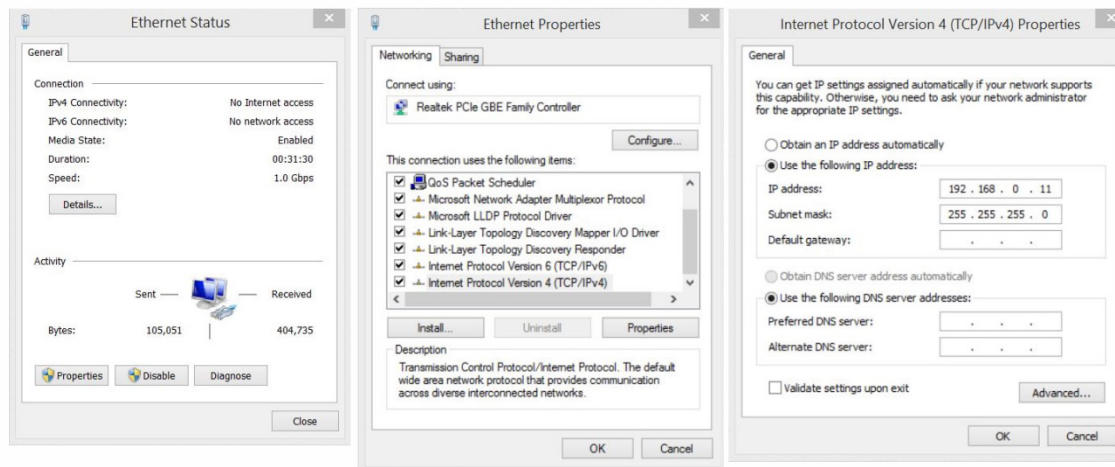 Ethernet Status
General
Connection
IPv4 Connectivity: No Internet access
IPv6 Connectivity: No network access
Media State: Enabled
Duration: 00:31:30
Speed: 1.0 Gbps
Details...
Activity
Sent — Received
Bytes: 105,051 404,735
Properties Disable Diagnose
Close
Ethernet Properties
Networking Sharing
Connect using:
Realtek PCIe GBE Family Controller
Configure...
This connection uses the following items:
QoS Packet Scheduler
Microsoft Network Adapter Multiplexor Protocol
Microsoft LLDP Protocol Driver
Link-Layer Topology Discovery Mapper I/O Driver
Link-Layer Topology Discovery Responder
Internet Protocol Version 6 (TCP/IPv6)
Internet Protocol Version 4 (TCP/IPv4)
Install... Uninstall Properties
Description
Transmission Control Protocol/Internet Protocol. The default
wide area network protocol that provides communication
across diverse interconnected networks.
OK Cancel
Internet Protocol Version 4 (TCP/IPv4) Properties
General
You can get IP settings assigned automatically if your network supports
this capability. Otherwise, you need to ask your network administrator
for the appropriate IP settings.
Obtain an IP address automatically
Use the following IP address:
IP address: 192 . 168 . 0 . 11
Subnet mask: 255 . 255 . 255 . 0
Default gateway: . . .
Obtain DNS server address automatically
Use the following DNS server addresses:
Preferred DNS server: . . .
Alternate DNS server: . . .
Validate settings upon exit Advanced...
OK Cancel